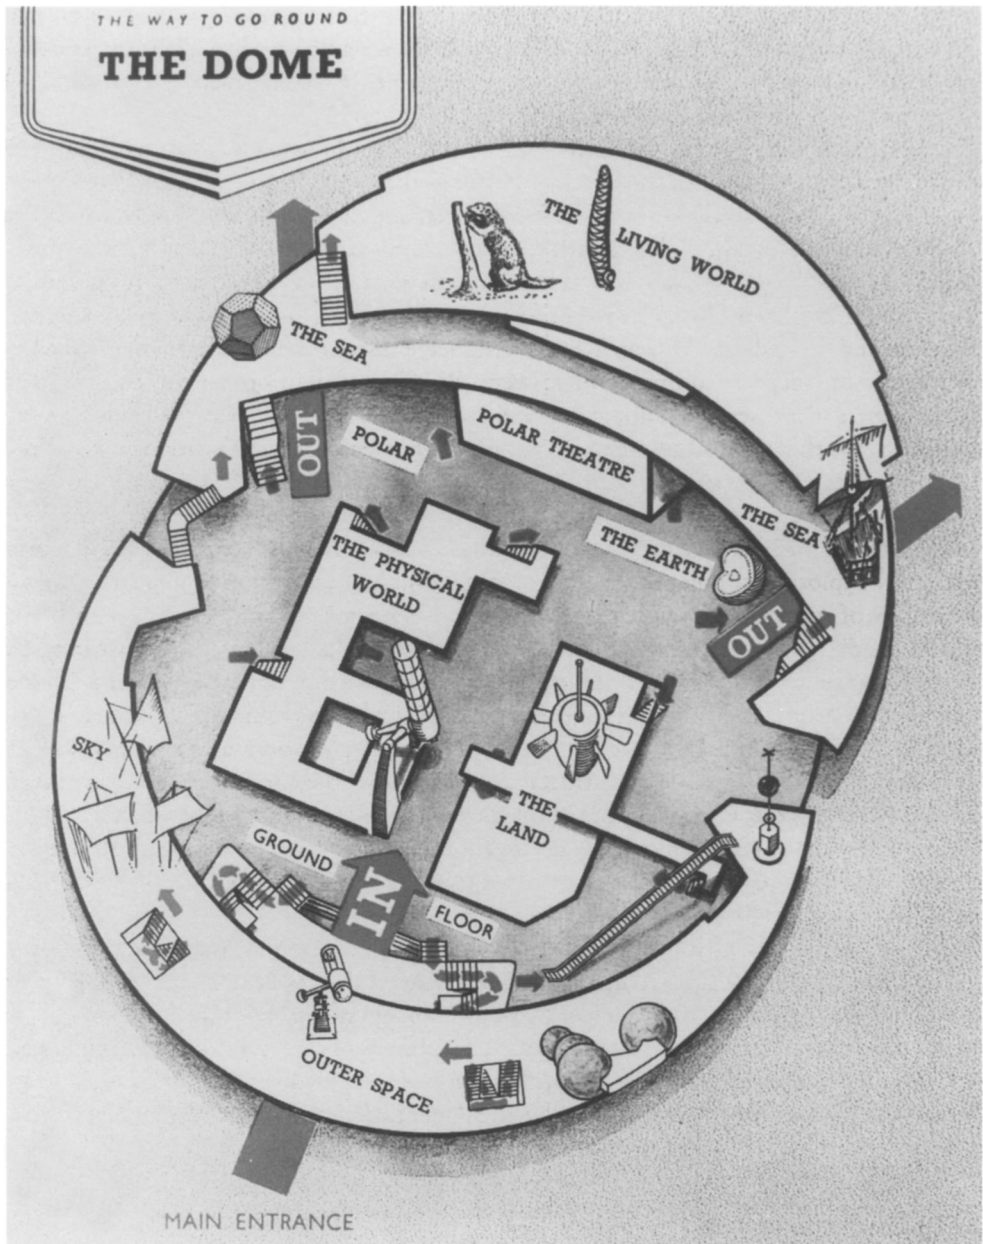 THE WAY TO GO ROUND
THE DOME
THE
LIVING WORLD
THE SEA
OUT
POLAR
POLAR THEATRE
THE SEA
THE EARTH
THE PHYSICAL
WORLD
OUT
SKY
THE
LAND
GROUND
IN
FLOOR
OUTER SPACE
MAIN ENTRANCE